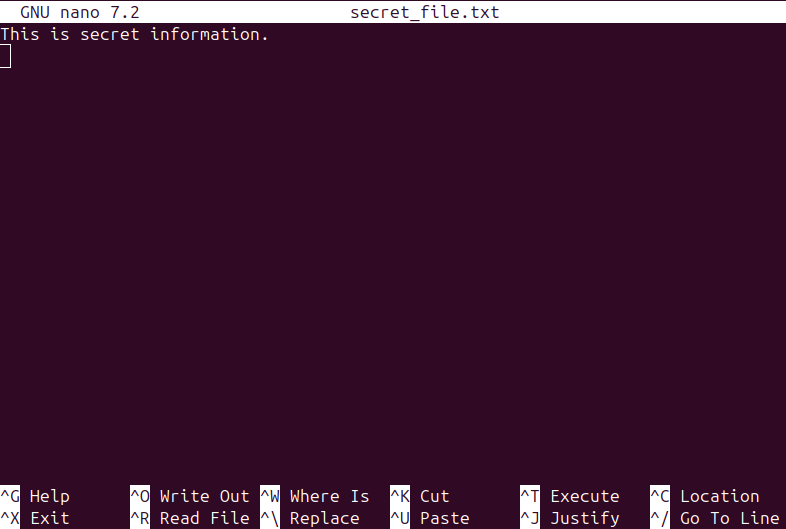 GNU nano 7.2 secret_file.txt
This is secret information.
^G Help ^O Write Out ^W Where Is ^K Cut ^T Execute ^C Location
^X Exit ^R Read File ^\ Replace ^U Paste ^J Justify ^/ Go To Line